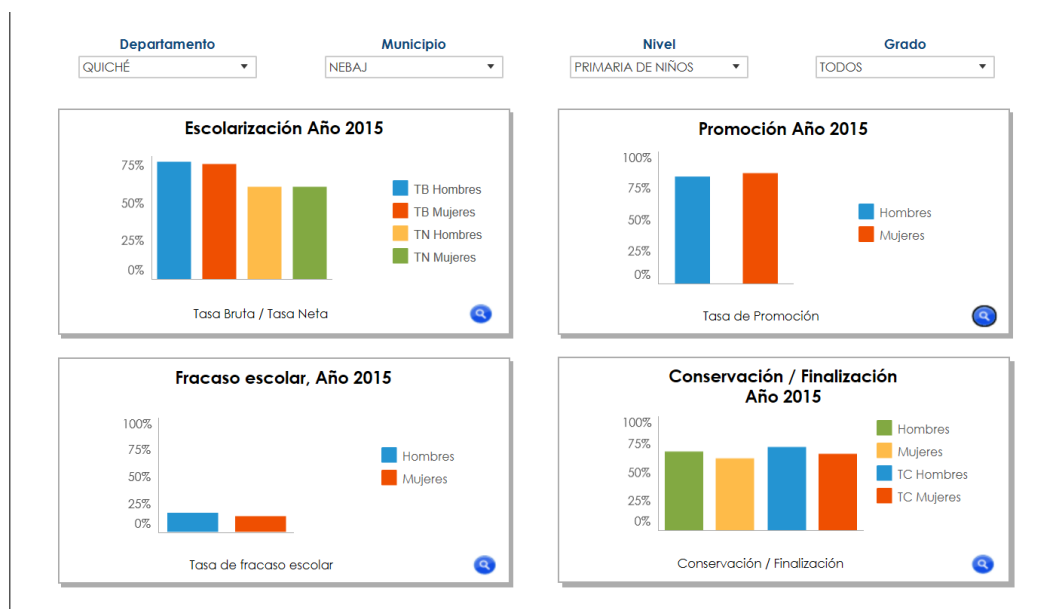 Departamento
Municipio
Nivel
Grado
QUICHÉ
NEBAJ
PRIMARIA DE NIÑOS
TODOS
Escolarización Año 2015
75%
50%
25%
0%
TB Hombres
TB Mujeres
TN Hombres
TN Mujeres
Tasa Bruta / Tasa Neta
Promoción Año 2015
100%
75%
50%
25%
0%
Hombres
Mujeres
Tasa de Promoción
Fracaso escolar, Año 2015
100%
75%
50%
25%
0%
Hombres
Mujeres
Tasa de fracaso escolar
Conservación / Finalización
Año 2015
100%
75%
50%
25%
0%
Hombres
Mujeres
TC Hombres
TC Mujeres
Conservación / Finalización